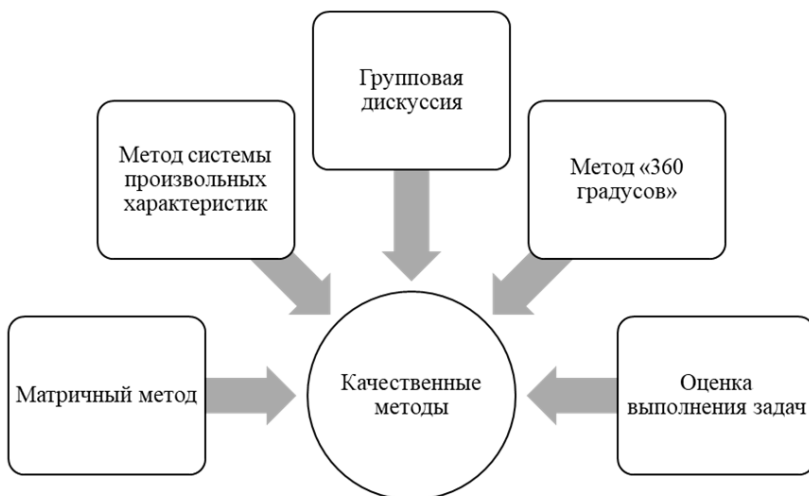 Групповая
дискуссия
Метод системы
произвольных
характеристик
Метод «360
градусов»
Матричный метод
Качественные
методы
Оценка
выполнения задач